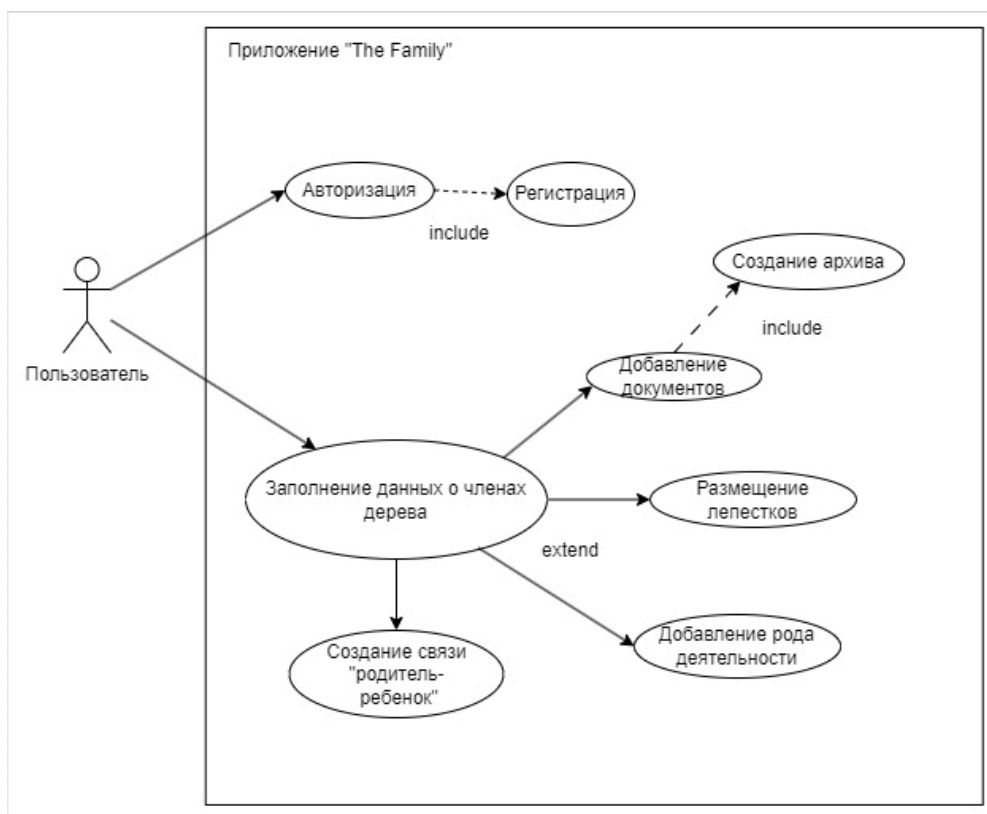 Приложение "The Family"
Авторизация
Регистрация
include
Создание архива
include
Пользователь
Добавление
документов
Заполнение данных о членах
дерева
Размещение
лепестков
extend
Создание связи
"родитель-
ребенок"
Добавление рода
деятельности